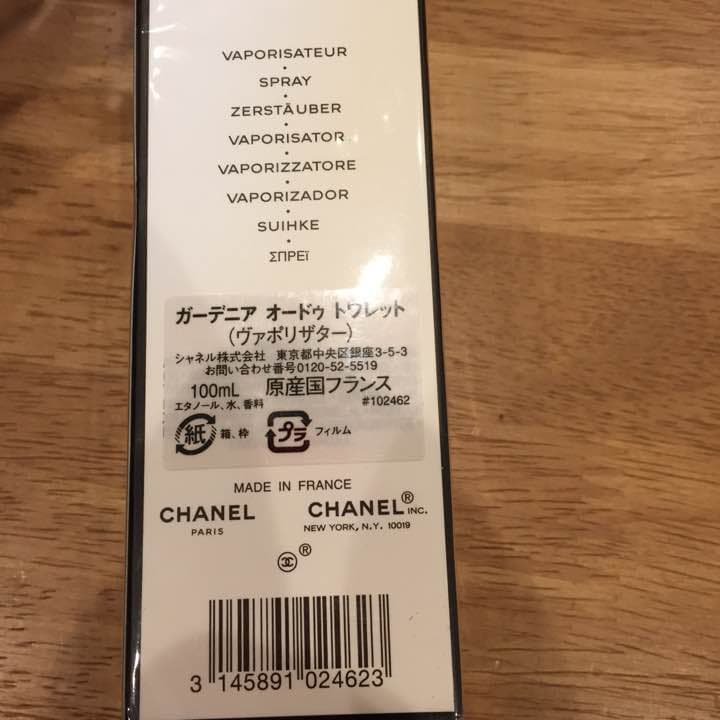 VAPORISATEUR
SPRAY
ZERSTÄUBER
VAPORISATOR
VAPORIZZATORE
VAPORIZADOR
SUIHKE
ΣΠΡΕΪ
ガーデニア オードゥ トワレット
(ヴァポリザター)
シャネル株式会社 東京都中央区銀座3-5-3
お問い合わせ番号0120-52-5519
100mL 原産国フランス
エタノール、水、香料 #102462
紙 箱、枠 プラ フィルム
MADE IN FRANCE
CHANEL CHANEL® INC.
PARIS NEW YORK, N.Y. 10019
®
3 145891 024623